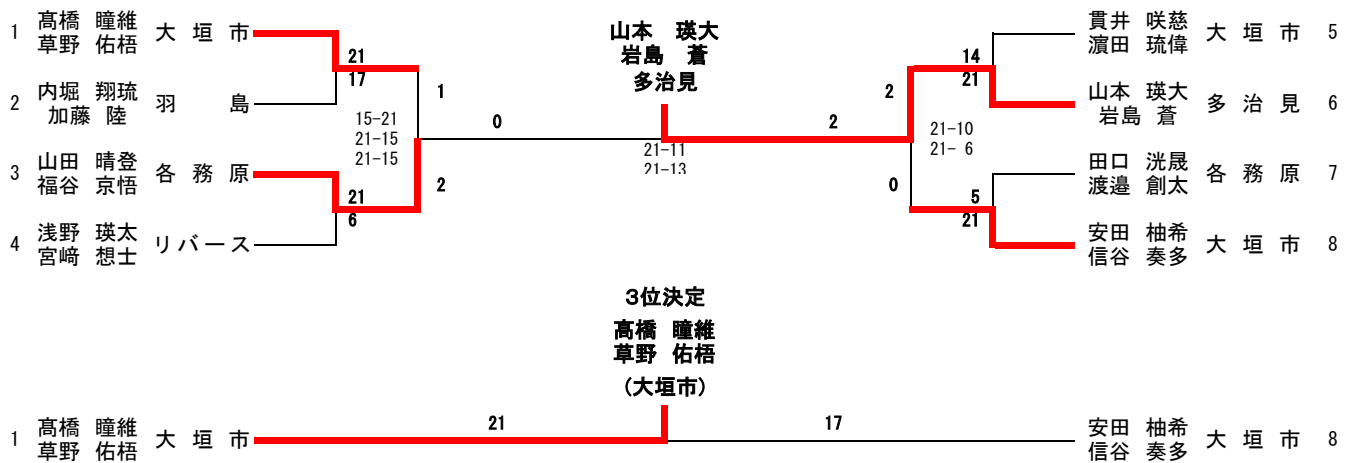 1 髙橋 瞳維 大垣市
草野 佑梧
2 内堀 翔琉 羽島
加藤 陸
3 山田 晴登 各務原
福谷 京悟
4 浅野 瑛太 リバース
宮﨑 想士
21
17
21
6
1
2
15-21
21-15
21-15
0
山本 瑛大
岩島 蒼
多治見
21-11
21-13
2
2
0
21-10
21- 6
14
21
5
21
貫井 咲慈 大垣市 5
濵田 琉偉
山本 瑛大 多治見 6
岩島 蒼
田口 洸晟 各務原 7
渡邉 創太
安田 柚希 大垣市 8
信谷 奏多
3位決定
髙橋 瞳維
草野 佑梧
(大垣市)
1 髙橋 瞳維 大垣市
草野 佑梧
21
17
安田 柚希 大垣市 8
信谷 奏多